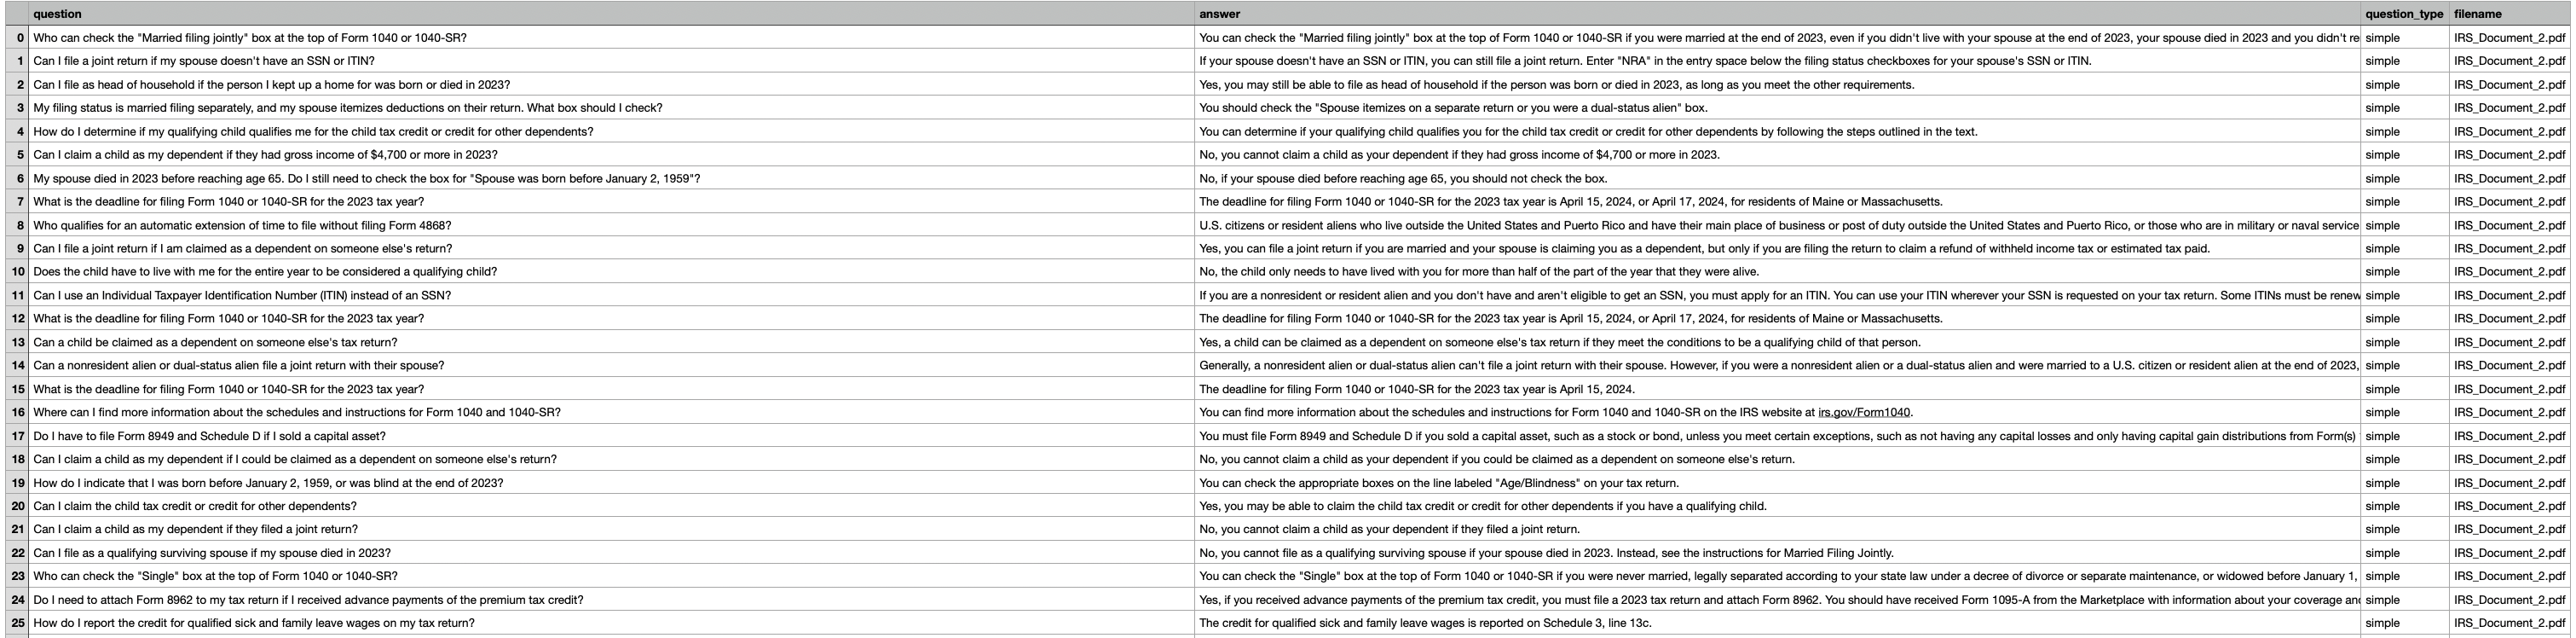 question answer question_type filename
0 Who can check the "Married filing jointly" box at the top of Form 1040 or 1040-SR? You can check the "Married filing jointly" box at the top of Form 1040 or 1040-SR if you were married at the end of 2023, even if you didn't live with your spouse at the end of 2023, your spouse died in 2023 and you didn't re simple IRS_Document_2.pdf
1 Can I file a joint return if my spouse doesn't have an SSN or ITIN? If your spouse doesn't have an SSN or ITIN, you can still file a joint return. Enter "NRA" in the entry space below the filing status checkboxes for your spouse's SSN or ITIN. simple IRS_Document_2.pdf
2 Can I file as head of household if the person I kept up a home for was born or died in 2023? Yes, you may still be able to file as head of household if the person was born or died in 2023, as long as you meet the other requirements. simple IRS_Document_2.pdf
3 My filing status is married filing separately, and my spouse itemizes deductions on their return. What box should I check? You should check the "Spouse itemizes on a separate return or you were a dual-status alien" box. simple IRS_Document_2.pdf
4 How do I determine if my qualifying child qualifies me for the child tax credit or credit for other dependents? You can determine if your qualifying child qualifies you for the child tax credit or credit for other dependents by following the steps outlined in the text. simple IRS_Document_2.pdf
5 Can I claim a child as my dependent if they had gross income of $4,700 or more in 2023? No, you cannot claim a child as your dependent if they had gross income of $4,700 or more in 2023. simple IRS_Document_2.pdf
6 My spouse died in 2023 before reaching age 65. Do I still need to check the box for "Spouse was born before January 2, 1959"? No, if your spouse died before reaching age 65, you should not check the box. simple IRS_Document_2.pdf
7 What is the deadline for filing Form 1040 or 1040-SR for the 2023 tax year? The deadline for filing Form 1040 or 1040-SR for the 2023 tax year is April 15, 2024, or April 17, 2024, for residents of Maine or Massachusetts. simple IRS_Document_2.pdf
8 Who qualifies for an automatic extension of time to file without filing Form 4868? U.S. citizens or resident aliens who live outside the United States and Puerto Rico and have their main place of business or post of duty outside the United States and Puerto Rico, or those who are in military or naval service simple IRS_Document_2.pdf
9 Can I file a joint return if I am claimed as a dependent on someone else's return? Yes, you can file a joint return if you are married and your spouse is claiming you as a dependent, but only if you are filing the return to claim a refund of withheld income tax or estimated tax paid. simple IRS_Document_2.pdf
10 Does the child have to live with me for the entire year to be considered a qualifying child? No, the child only needs to have lived with you for more than half of the part of the year that they were alive. simple IRS_Document_2.pdf
11 Can I use an Individual Taxpayer Identification Number (ITIN) instead of an SSN? If you are a nonresident or resident alien and you don't have and aren't eligible to get an SSN, you must apply for an ITIN. You can use your ITIN wherever your SSN is requested on your tax return. Some ITINs must be renew simple IRS_Document_2.pdf
12 What is the deadline for filing Form 1040 or 1040-SR for the 2023 tax year? The deadline for filing Form 1040 or 1040-SR for the 2023 tax year is April 15, 2024, or April 17, 2024, for residents of Maine or Massachusetts. simple IRS_Document_2.pdf
13 Can a child be claimed as a dependent on someone else's tax return? Yes, a child can be claimed as a dependent on someone else's tax return if they meet the conditions to be a qualifying child of that person. simple IRS_Document_2.pdf
14 Can a nonresident alien or dual-status alien file a joint return with their spouse? Generally, a nonresident alien or dual-status alien can't file a joint return with their spouse. However, if you were a nonresident alien or a dual-status alien and were married to a U.S. citizen or resident alien at the end of 2023, simple IRS_Document_2.pdf
15 What is the deadline for filing Form 1040 or 1040-SR for the 2023 tax year? The deadline for filing Form 1040 or 1040-SR for the 2023 tax year is April 15, 2024. simple IRS_Document_2.pdf
16 Where can I find more information about the schedules and instructions for Form 1040 and 1040-SR? You can find more information about the schedules and instructions for Form 1040 and 1040-SR on the IRS website at irs.gov/Form1040. simple IRS_Document_2.pdf
17 Do I have to file Form 8949 and Schedule D if I sold a capital asset? You must file Form 8949 and Schedule D if you sold a capital asset, such as a stock or bond, unless you meet certain exceptions, such as not having any capital losses and only having capital gain distributions from Form(s) simple IRS_Document_2.pdf
18 Can I claim a child as my dependent if I could be claimed as a dependent on someone else's return? No, you cannot claim a child as your dependent if you could be claimed as a dependent on someone else's return. simple IRS_Document_2.pdf
19 How do I indicate that I was born before January 2, 1959, or was blind at the end of 2023? You can check the appropriate boxes on the line labeled "Age/Blindness" on your tax return. simple IRS_Document_2.pdf
20 Can I claim the child tax credit or credit for other dependents? Yes, you may be able to claim the child tax credit or credit for other dependents if you have a qualifying child. simple IRS_Document_2.pdf
21 Can I claim a child as my dependent if they filed a joint return? No, you cannot claim a child as your dependent if they filed a joint return. simple IRS_Document_2.pdf
22 Can I file as a qualifying surviving spouse if my spouse died in 2023? No, you cannot file as a qualifying surviving spouse if your spouse died in 2023. Instead, see the instructions for Married Filing Jointly. simple IRS_Document_2.pdf
23 Who can check the "Single" box at the top of Form 1040 or 1040-SR? You can check the "Single" box at the top of Form 1040 or 1040-SR if you were never married, legally separated according to your state law under a decree of divorce or separate maintenance, or widowed before January 1, simple IRS_Document_2.pdf
24 Do I need to attach Form 8962 to my tax return if I received advance payments of the premium tax credit? Yes, if you received advance payments of the premium tax credit, you must file a 2023 tax return and attach Form 8962. You should have received Form 1095-A from the Marketplace with information about your coverage and simple IRS_Document_2.pdf
25 How do I report the credit for qualified sick and family leave wages on my tax return? The credit for qualified sick and family leave wages is reported on Schedule 3, line 13c. simple IRS_Document_2.pdf